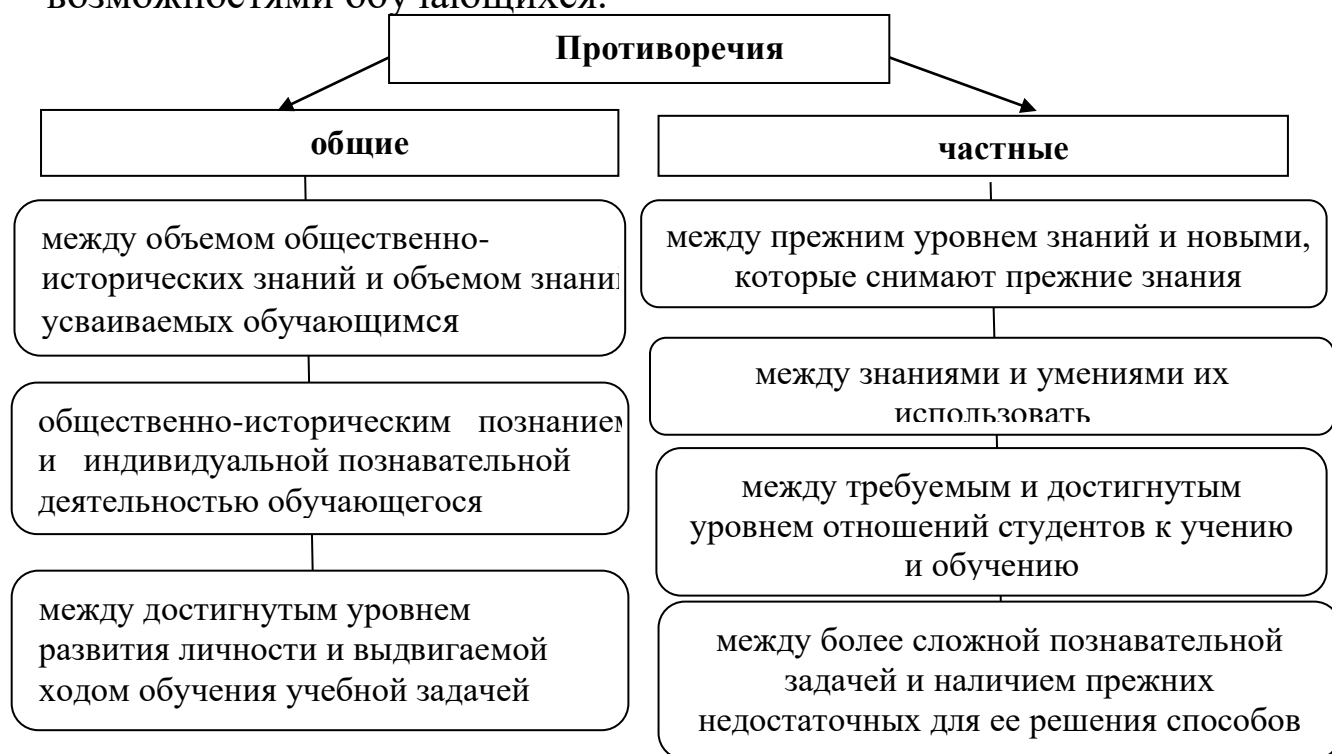 возможностями обучающихся.
Противоречия
общие
между объемом общественно-
исторических знаний и объемом знани
усваиваемых обучающимся
общественно-историческим познанием
и индивидуальной познавательной
деятельностью обучающегося
между достигнутым уровнем
развития личности и выдвигаемой
ходом обучения учебной задачей
частные
между прежним уровнем знаний и новыми,
которые снимают прежние знания
между знаниями и умениями их
использовать
между требуемым и достигнутым
уровнем отношений студентов к учению
и обучению
между более сложной познавательной
задачей и наличием прежних
недостаточных для ее решения способов